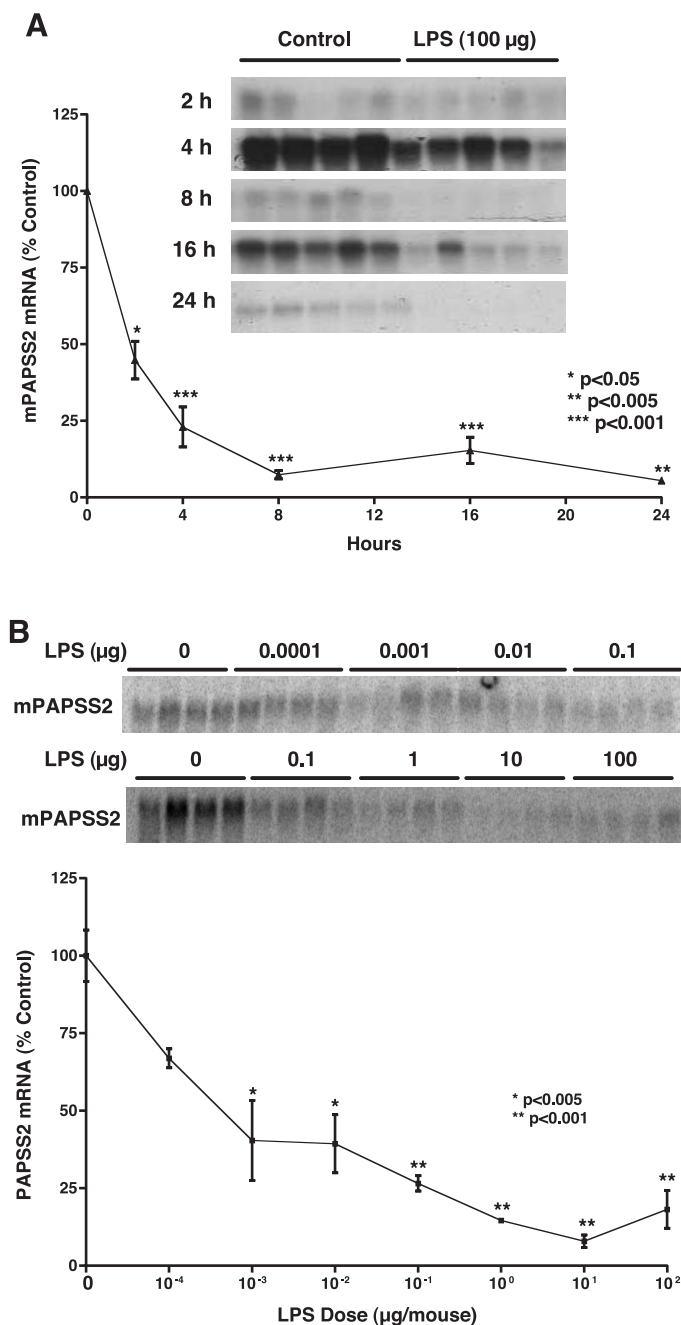 A
Control LPS (100 µg)
2 h
4 h
8 h
16 h
24 h
125
100
75
50
25
0
mPAPSS2 mRNA (% Control)
*
***
***
***
**
* p<0.05
** p<0.005
*** p<0.001
0 4 8 12 16 20 24
Hours
B
LPS (µg) 0 0.0001 0.001 0.01 0.1
mPAPSS2
LPS (µg) 0 0.1 1 10 100
mPAPSS2
125
100
75
50
25
0
PAPSS2 mRNA (% Control)
*
*
**
**
**
**
* p<0.005
** p<0.001
0 10⁻⁴ 10⁻³ 10⁻² 10⁻¹ 10⁰ 10¹ 10²
LPS Dose (µg/mouse)